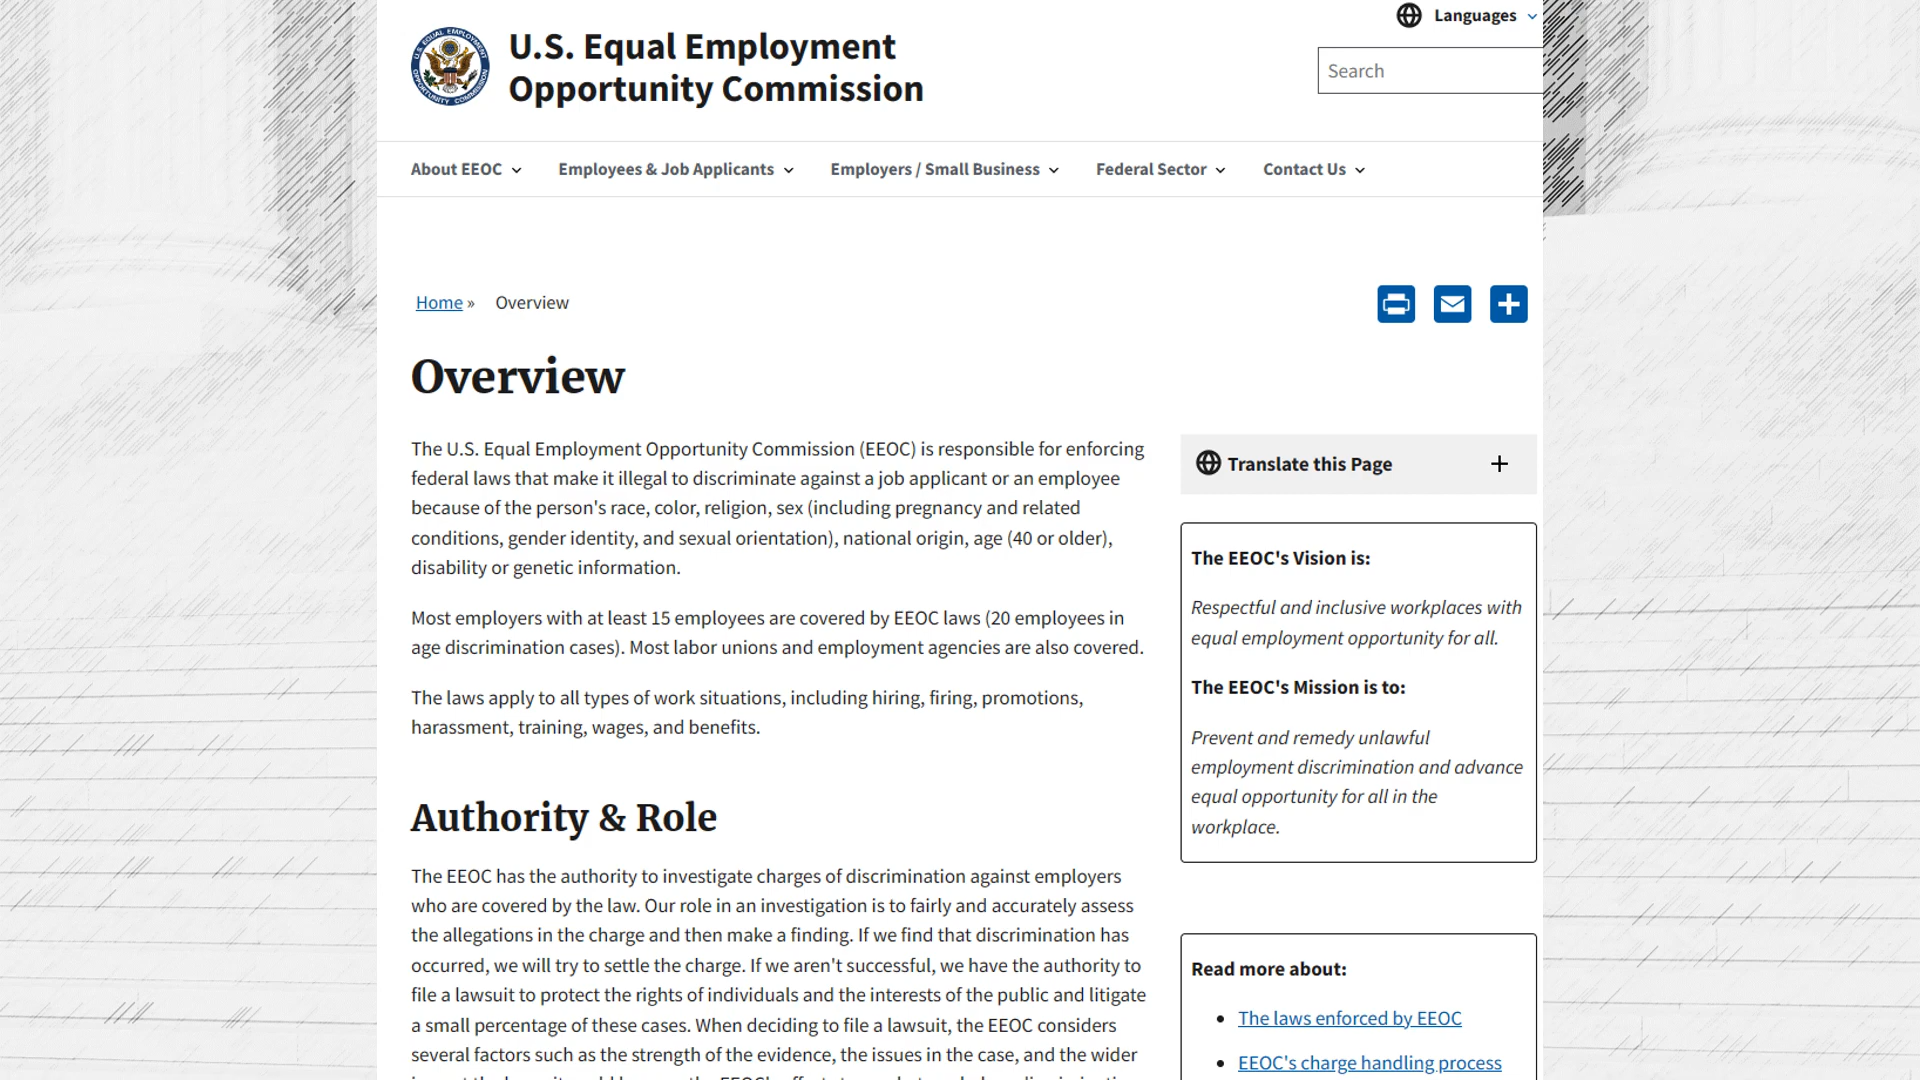 Languages
U.S. Equal Employment
Opportunity Commission
Search
About EEOC
Employees & Job Applicants
Employers / Small Business
Federal Sector
Contact Us
Home » Overview
Overview
The U.S. Equal Employment Opportunity Commission (EEOC) is responsible for enforcing
federal laws that make it illegal to discriminate against a job applicant or an employee
because of the person's race, color, religion, sex (including pregnancy and related
conditions, gender identity, and sexual orientation), national origin, age (40 or older),
disability or genetic information.
Most employers with at least 15 employees are covered by EEOC laws (20 employees in
age discrimination cases). Most labor unions and employment agencies are also covered.
The laws apply to all types of work situations, including hiring, firing, promotions,
harassment, training, wages, and benefits.
Authority & Role
The EEOC has the authority to investigate charges of discrimination against employers
who are covered by the law. Our role in an investigation is to fairly and accurately assess
the allegations in the charge and then make a finding. If we find that discrimination has
occurred, we will try to settle the charge. If we aren't successful, we have the authority to
file a lawsuit to protect the rights of individuals and the interests of the public and litigate
a small percentage of these cases. When deciding to file a lawsuit, the EEOC considers
several factors such as the strength of the evidence, the issues in the case, and the wider
Translate this Page
The EEOC's Vision is:
Respectful and inclusive workplaces with
equal employment opportunity for all.
The EEOC's Mission is to:
Prevent and remedy unlawful
employment discrimination and advance
equal opportunity for all in the
workplace.
Read more about:
The laws enforced by EEOC
EEOC's charge handling process